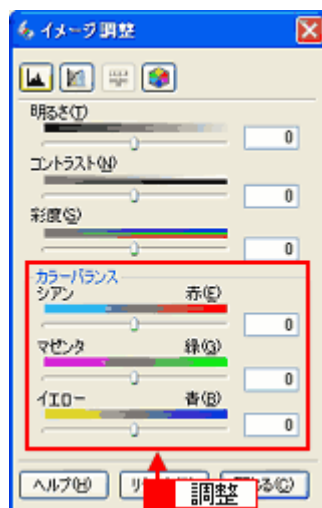 イメージ調整
明るさ(T)
0
コントラスト(N)
0
彩度(S)
0
カラーバランス
シアン 赤(E)
0
マゼンタ 緑(G)
0
イエロー 青(B)
0
ヘルプ(H) る(C)
調整